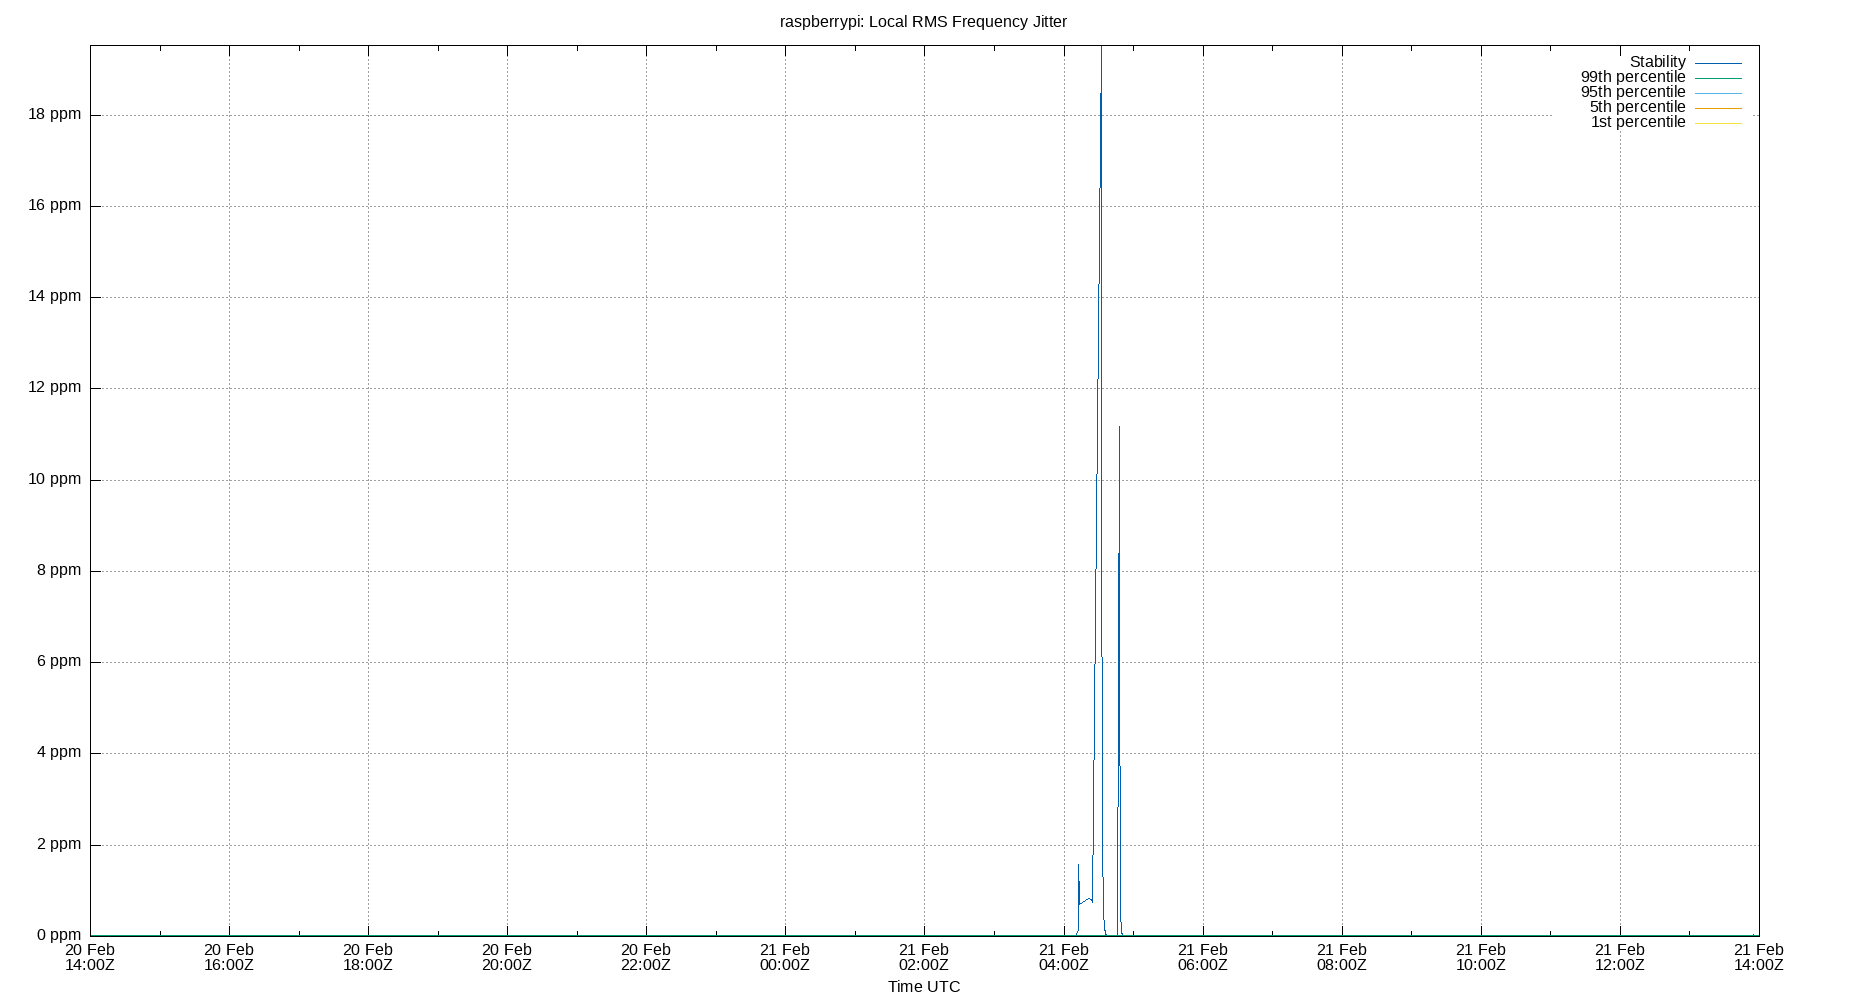 raspberrypi: Local RMS Frequency Jitter
Stability
99th percentile
95th percentile
5th percentile
1st percentile
18 ppm
16 ppm
14 ppm
12 ppm
10 ppm
8 ppm
6 ppm
4 ppm
2 ppm
0 ppm
20 Feb 20 Feb 20 Feb 20 Feb 20 Feb 21 Feb 21 Feb 21 Feb 21 Feb 21 Feb 21 Feb 21 Feb 21 Feb
14:00Z 16:00Z 18:00Z 20:00Z 22:00Z 00:00Z 02:00Z 04:00Z 06:00Z 08:00Z 10:00Z 12:00Z 14:00Z
Time UTC